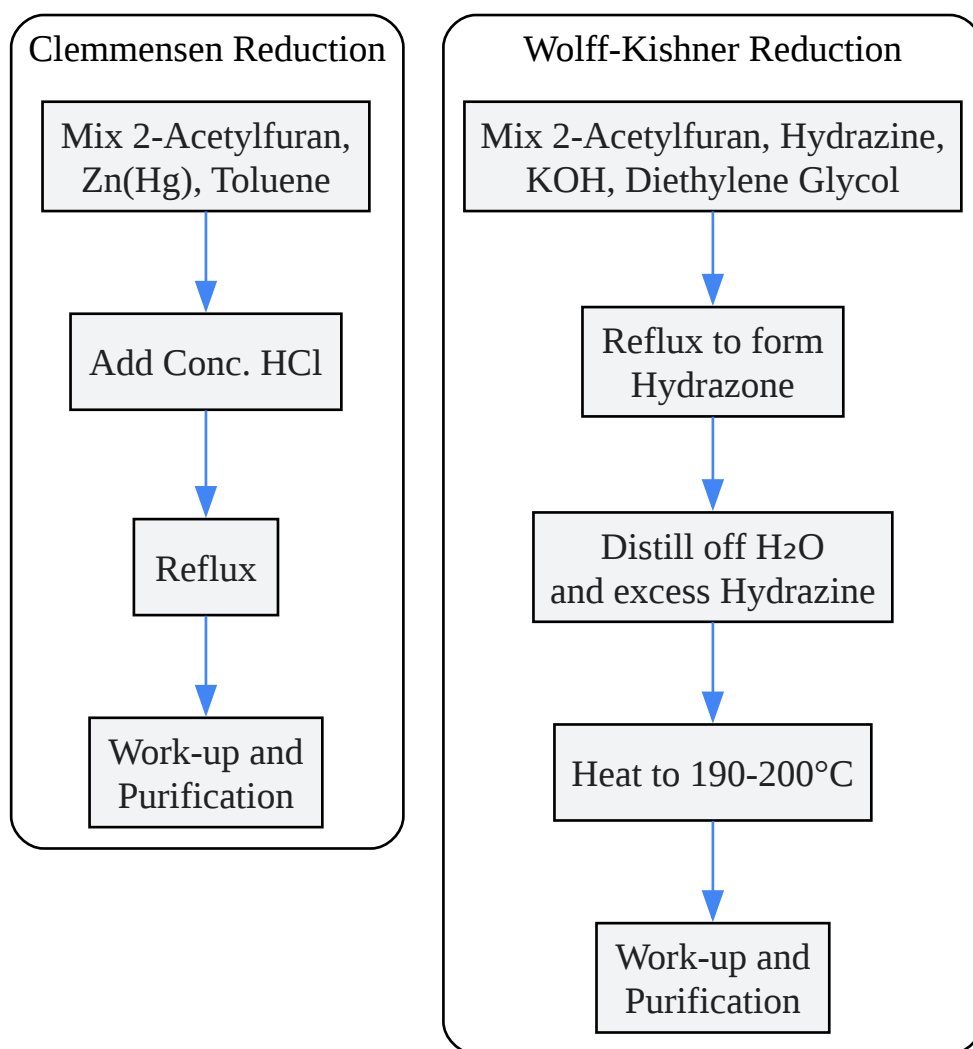 Clemmensen Reduction
Mix 2-Acetylfuran,
Zn(Hg), Toluene
Add Conc. HCl
Reflux
Work-up and
Purification
Wolff-Kishner Reduction
Mix 2-Acetylfuran, Hydrazine,
KOH, Diethylene Glycol
Reflux to form
Hydrazone
Distill off H₂O
and excess Hydrazine
Heat to 190-200°C
Work-up and
Purification